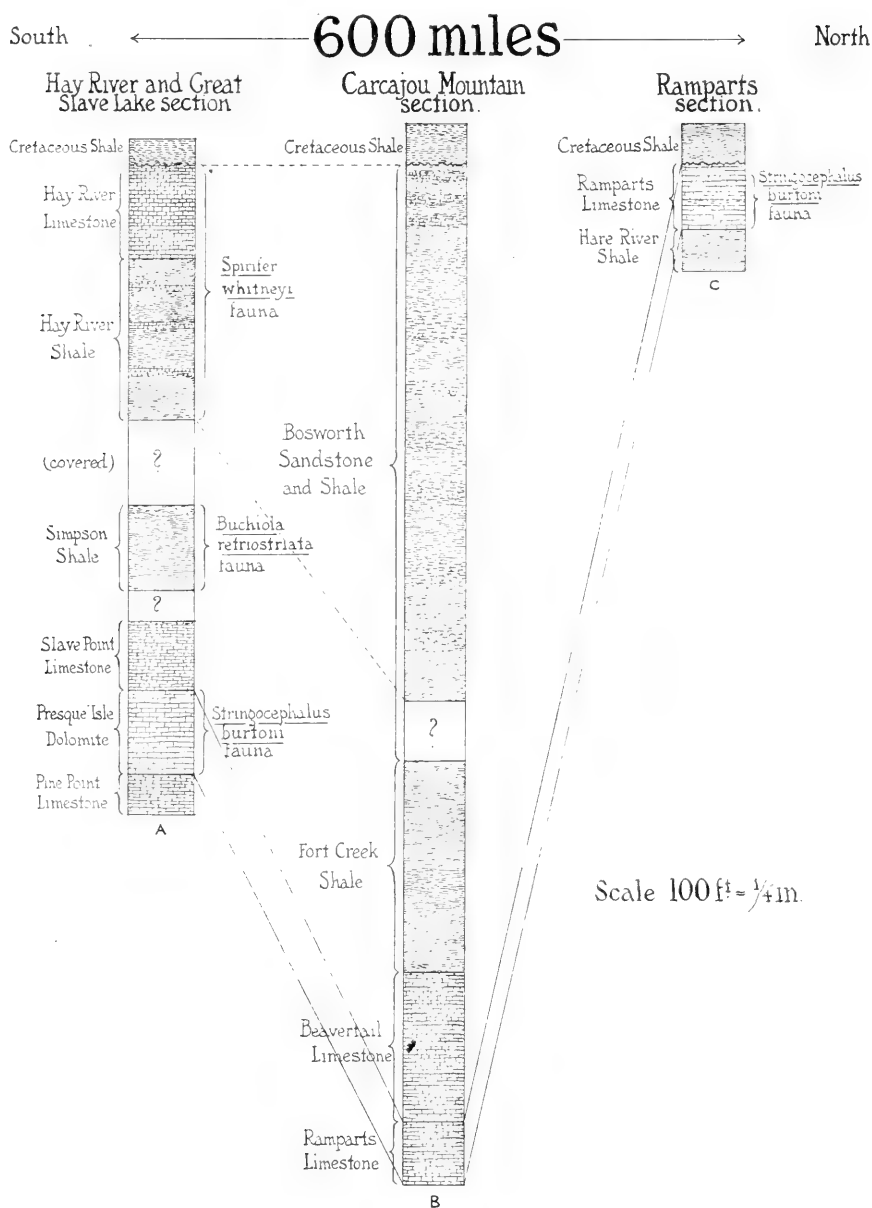 South
600 miles
North
Hay River and Great
Slave Lake section
Carcajou Mountain
section.
Ramparts
section.
Cretaceous Shale
Hay River
Limestone
Hay River
Shale
Spirifer
whitneyi
fauna
(covered)
?
Simpson
Shale
Buchiola
retriostriata
fauna
?
Slave Point
Limestone
Presque Isle
Dolomite
Stringocephalus
burtoni
fauna
Pine Point
Limestone
A
Cretaceous Shale
Bosworth
Sandstone
and Shale
?
Fort Creek
Shale
Beavertail
Limestone
Ramparts
Limestone
B
Cretaceous Shale
Ramparts
Limestone
Stringocephalus
burtoni
fauna
Hare River
Shale
C
Scale 100 ft = 1/4 in.